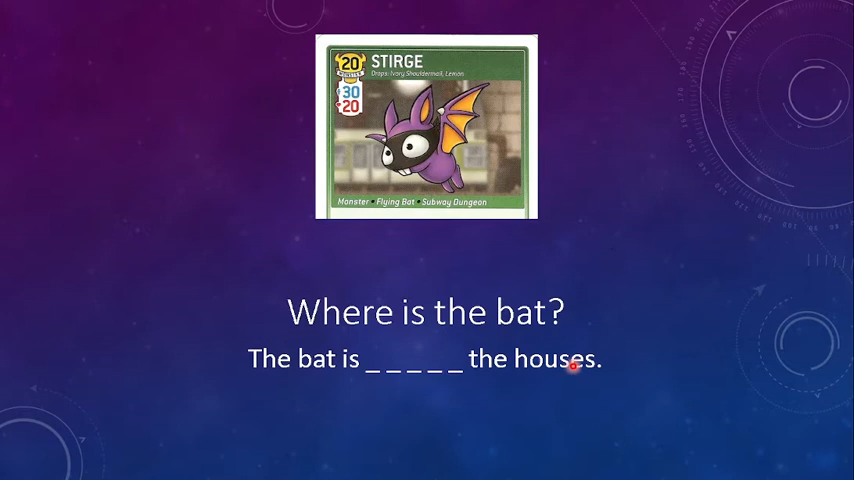 20
STIRGE
MONSTER
Drops: Ivory Shouldermail, Lemon
30
20
Monster • Flying Bat • Subway Dungeon
Where is the bat?
The bat is _ _ _ _ _ the houses.